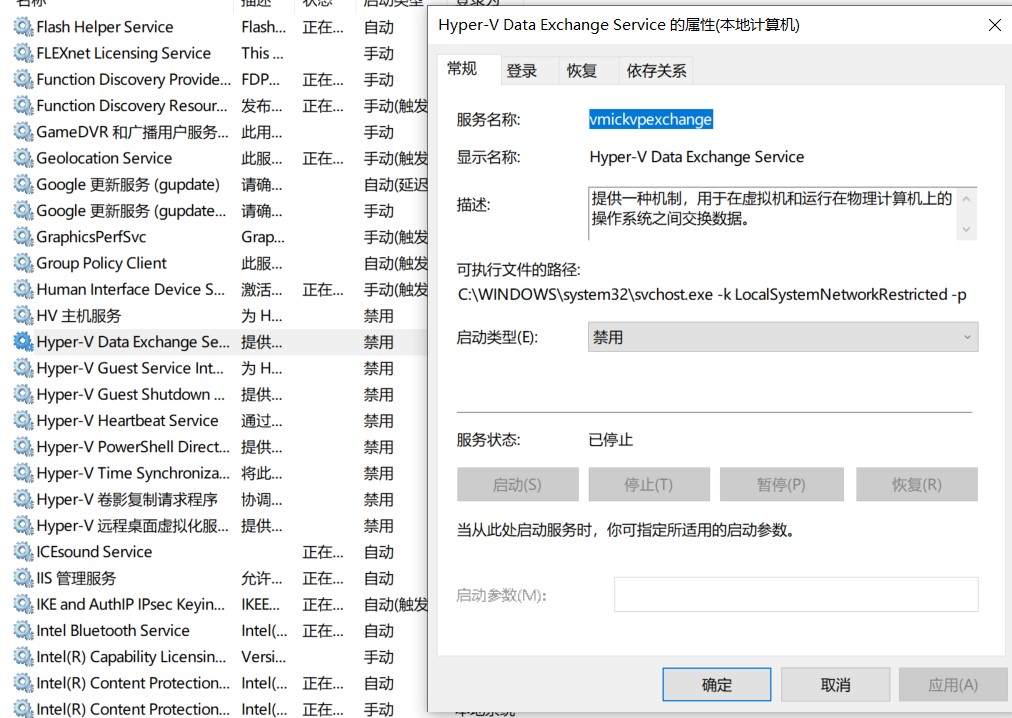 名称 描述 状态 启动类型 登录为
Flash Helper Service Flash... 正在... 自动
FLEXnet Licensing Service This ... 手动
Function Discovery Provide... FDP... 正在... 手动
Function Discovery Resour... 发布... 正在... 手动(触发
GameDVR 和广播用户服务... 此用... 手动
Geolocation Service 此服... 正在... 手动(触发
Google 更新服务 (gupdate) 请确... 自动(延迟
Google 更新服务 (gupdate... 请确... 手动
GraphicsPerfSvc Grap... 手动(触发
Group Policy Client 此服... 自动(触发
Human Interface Device S... 激活... 正在... 手动(触发
HV 主机服务 为 H... 禁用
Hyper-V Data Exchange Se... 提供... 禁用
Hyper-V Guest Service Int... 为 H... 禁用
Hyper-V Guest Shutdown ... 提供... 禁用
Hyper-V Heartbeat Service 通过... 禁用
Hyper-V PowerShell Direct... 提供... 禁用
Hyper-V Time Synchroniza... 将此... 禁用
Hyper-V 卷影复制请求程序 协调... 禁用
Hyper-V 远程桌面虚拟化服... 提供... 禁用
ICEsound Service 正在... 自动
IIS 管理服务 允许... 正在... 自动
IKE and AuthIP IPsec Keyin... IKEE... 正在... 自动(触发
Intel Bluetooth Service Intel(... 正在... 自动
Intel(R) Capability Licensin... Versi... 手动
Intel(R) Content Protection... Intel(... 正在... 自动
Intel(R) Content Protection... Intel(... 正在... 手动 本地系统
Hyper-V Data Exchange Service 的属性(本地计算机)
常规 登录 恢复 依存关系
服务名称: vmickvpexchange
显示名称: Hyper-V Data Exchange Service
描述: 提供一种机制，用于在虚拟机和运行在物理计算机上的
操作系统之间交换数据。
可执行文件的路径:
C:\WINDOWS\system32\svchost.exe -k LocalSystemNetworkRestricted -p
启动类型(E): 禁用
服务状态: 已停止
启动(S) 停止(T) 暂停(P) 恢复(R)
当从此处启动服务时，你可指定所适用的启动参数。
启动参数(M):
确定 取消 应用(A)